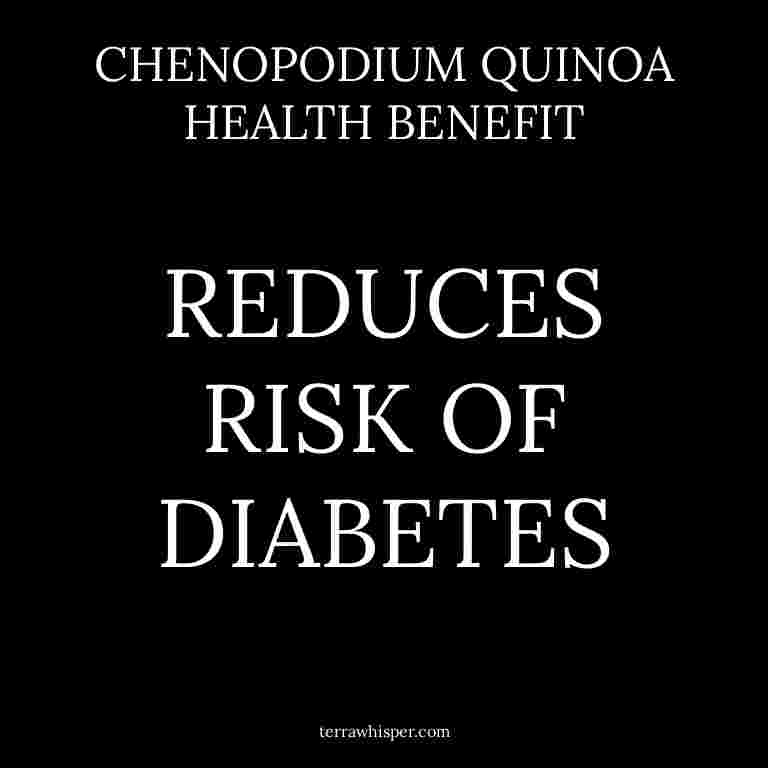 CHENOPODIUM QUINOA
HEALTH BENEFIT
REDUCES
RISK OF
DIABETES
terrawhisper.com